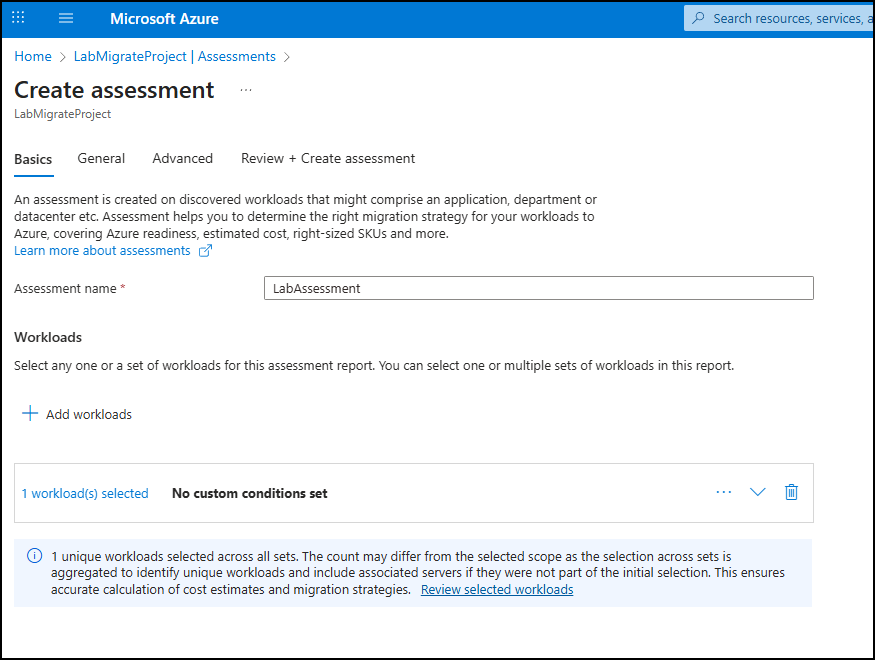 Microsoft Azure
Search resources, services, a
Home > LabMigrateProject | Assessments >
Create assessment ...
LabMigrateProject
Basics General Advanced Review + Create assessment
An assessment is created on discovered workloads that might comprise an application, department or
datacenter etc. Assessment helps you to determine the right migration strategy for your workloads to
Azure, covering Azure readiness, estimated cost, right-sized SKUs and more.
Learn more about assessments
Assessment name * LabAssessment
Workloads
Select any one or a set of workloads for this assessment report. You can select one or multiple sets of workloads in this report.
Add workloads
1 workload(s) selected No custom conditions set ...
1 unique workloads selected across all sets. The count may differ from the selected scope as the selection across sets is
aggregated to identify unique workloads and include associated servers if they were not part of the initial selection. This ensures
accurate calculation of cost estimates and migration strategies. Review selected workloads